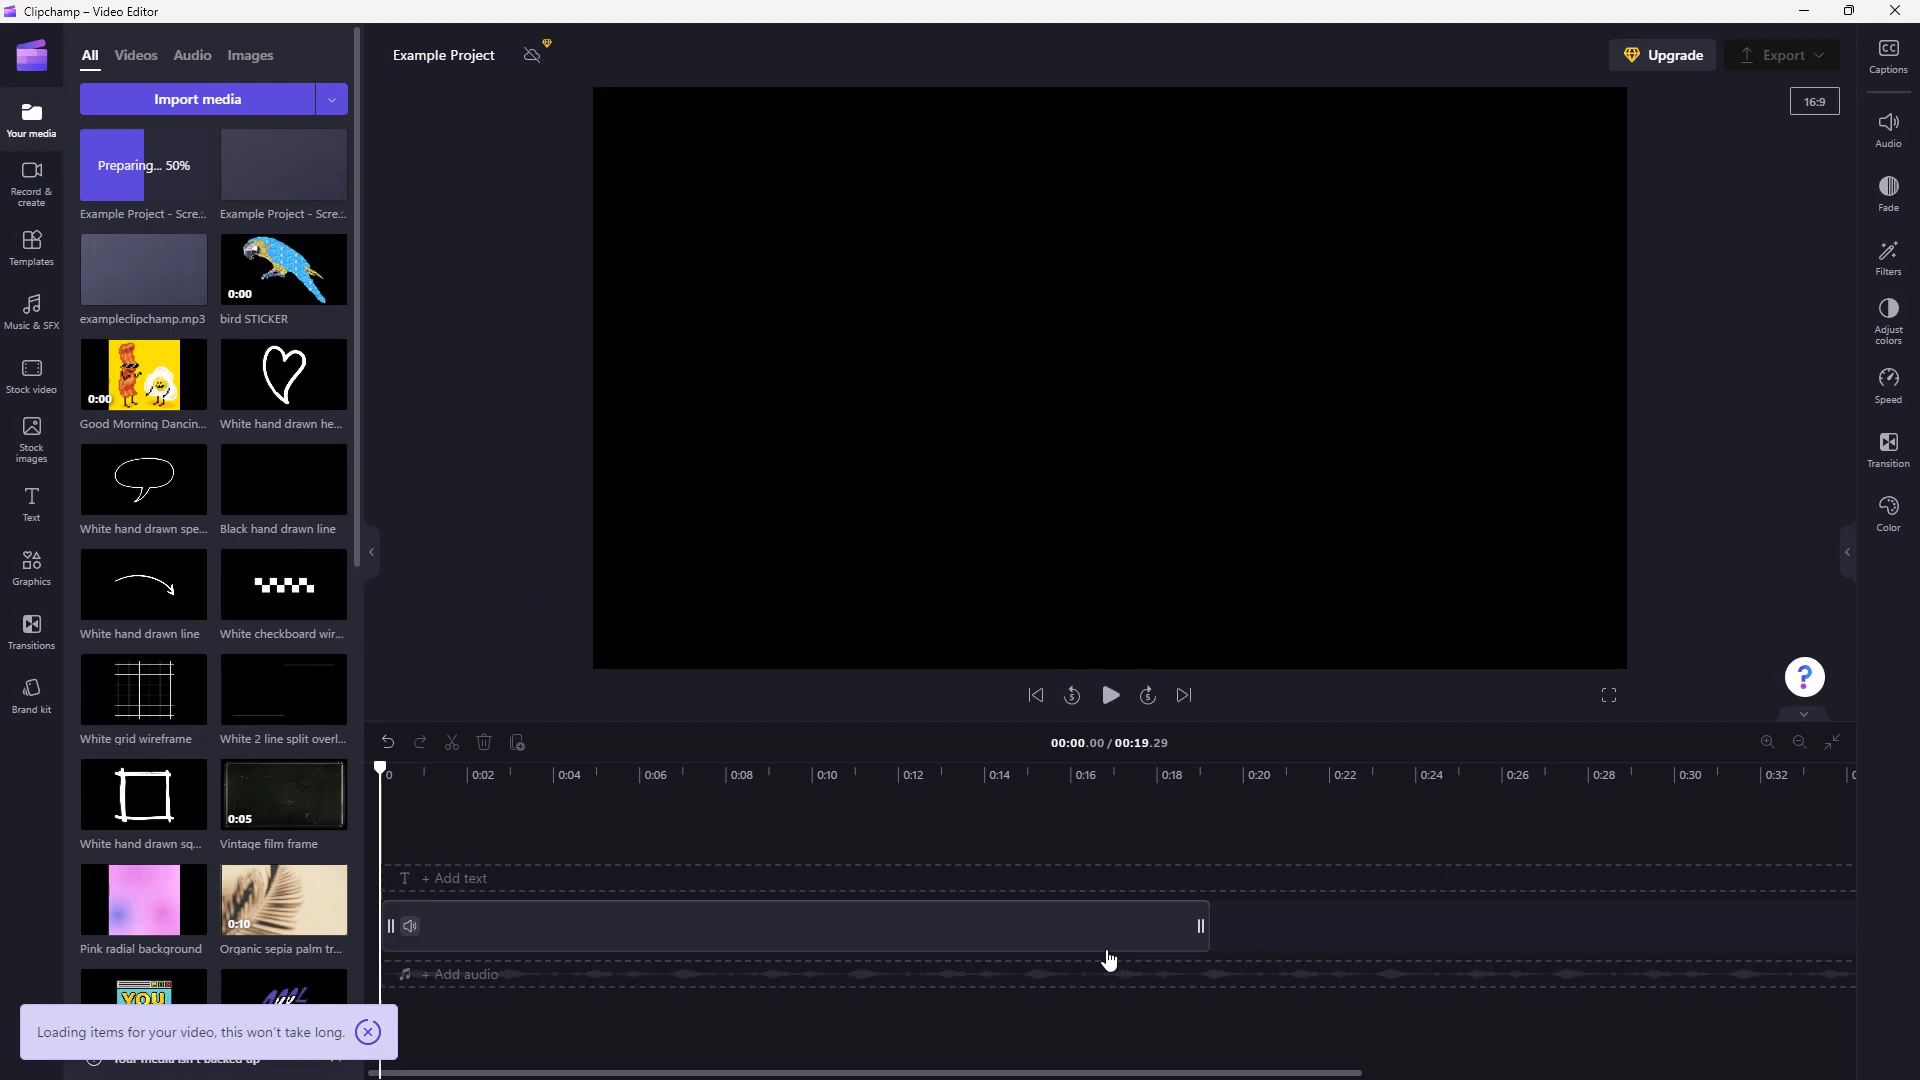 Clipchamp – Video Editor
All Videos Audio Images
Import media
Your media
Record & create
Templates
Music & SFX
Stock video
Stock images
Text
Graphics
Transitions
Brand kit
Preparing... 50%
Example Project - Scre... Example Project - Scre...
0:00
exampleclipchamp.mp3 bird STICKER
0:00
Good Morning Dancin... White hand drawn he...
White hand drawn spe... Black hand drawn line
White hand drawn line White checkboard wir...
White grid wireframe White 2 line split overl...
0:05
White hand drawn sq... Vintage film frame
0:10
Pink radial background Organic sepia palm tr...
YOU
Loading items for your video, this won't take long.
Your media isn't backed up
Example Project
Upgrade Export
16:9
?
00:00.00 / 00:19.29
0 0:02 0:04 0:06 0:08 0:10 0:12 0:14 0:16 0:18 0:20 0:22 0:24 0:26 0:28 0:30 0:32
T + Add text
+ Add audio
CC
Captions
Audio
Fade
Filters
Adjust colors
Speed
Transition
Color